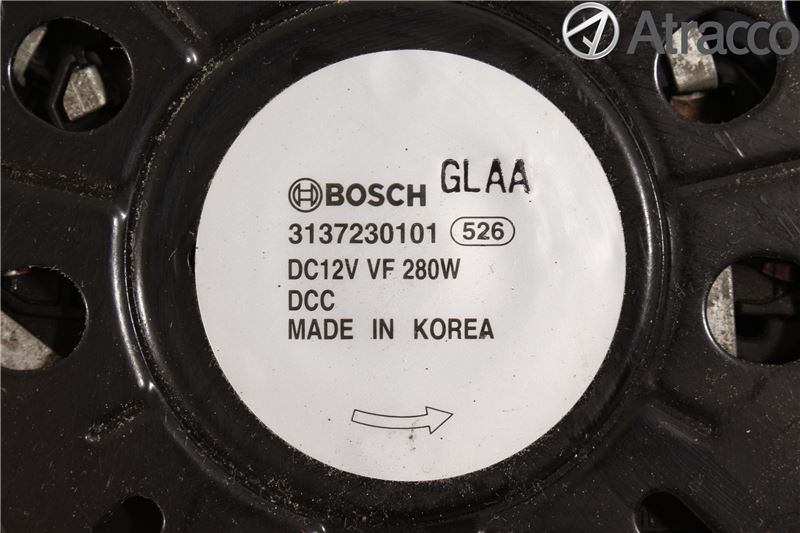 Atracco
BOSCH GLAA
3137230101 526
DC12V VF 280W
DCC
MADE IN KOREA